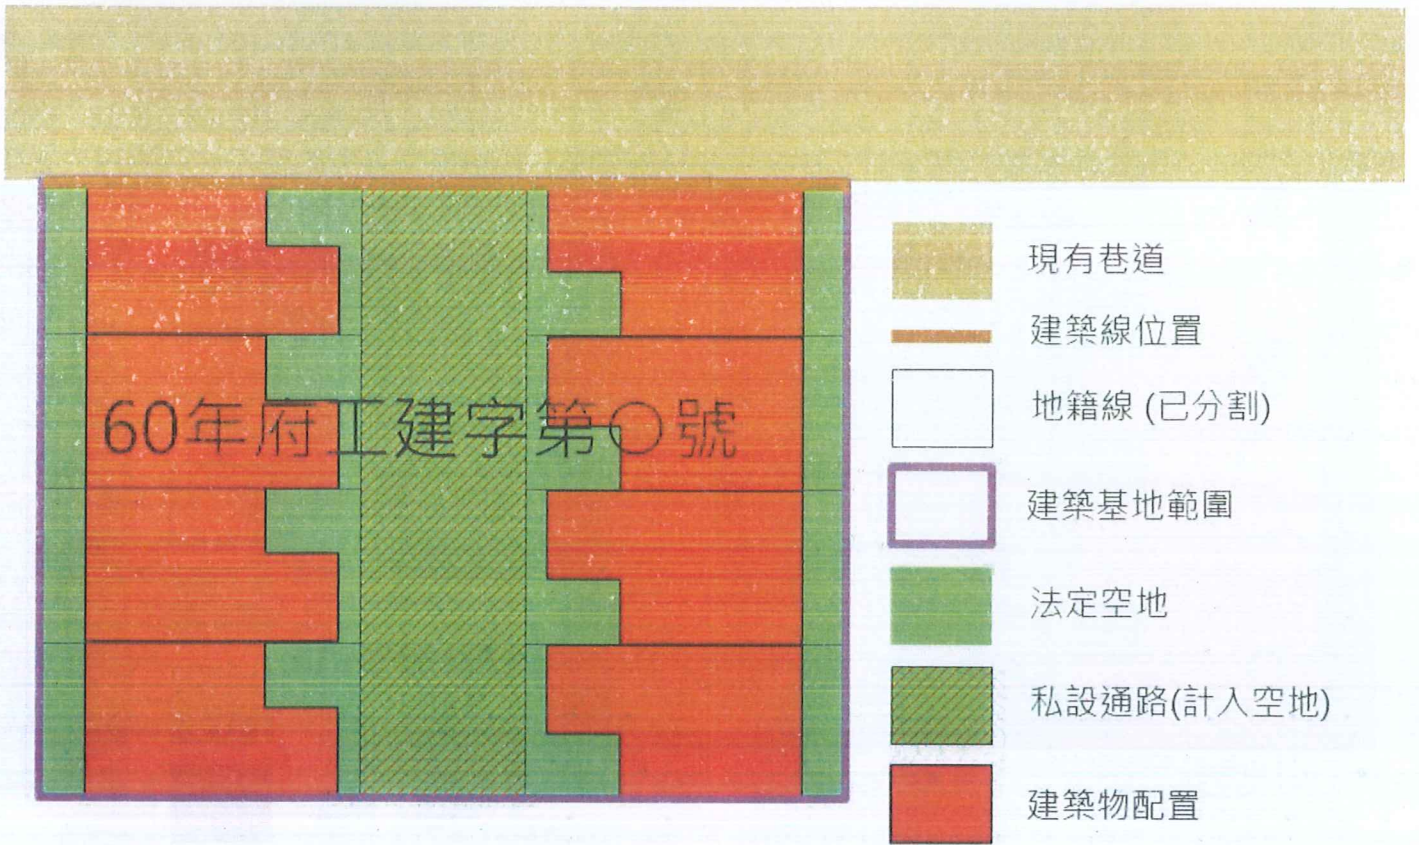 60年府工建字第○號
現有巷道
建築線位置
地籍線 (已分割)
建築基地範圍
法定空地
私設通路(計入空地)
建築物配置